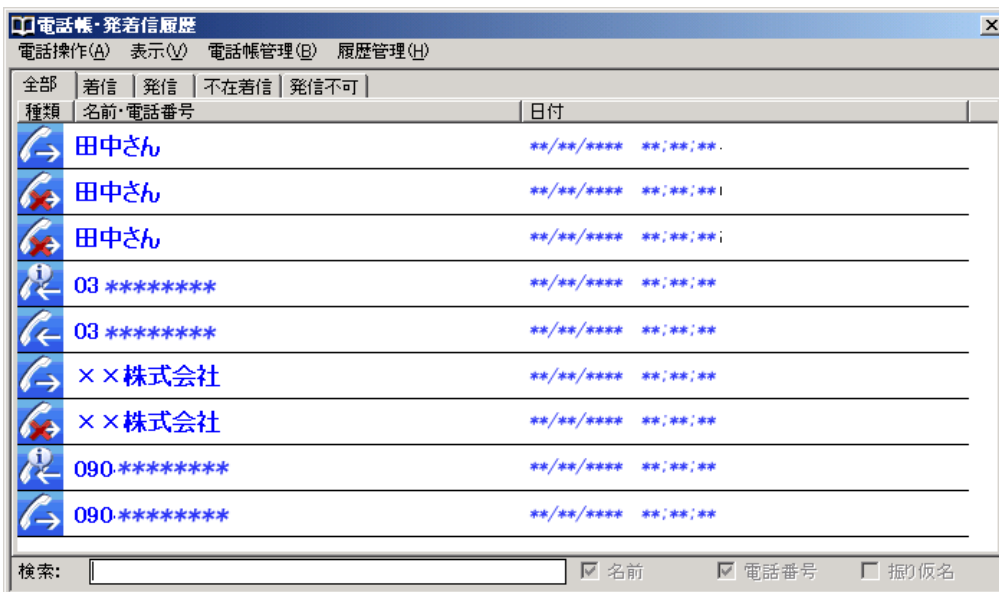 電話帳・発着信履歴
電話操作(A) 表示(V) 電話帳管理(B) 履歴管理(H)
全部 着信 発信 不在着信 発信不可
種類 名前・電話番号 日付
田中さん **/**/**** **:**:**
田中さん **/**/**** **:**:**
田中さん **/**/**** **:**:**
03 ******** **/**/**** **:**:**
03 ******** **/**/**** **:**:**
××株式会社 **/**/**** **:**:**
××株式会社 **/**/**** **:**:**
090-******** **/**/**** **:**:**
090-******** **/**/**** **:**:**
検索: 名前 電話番号 振り仮名